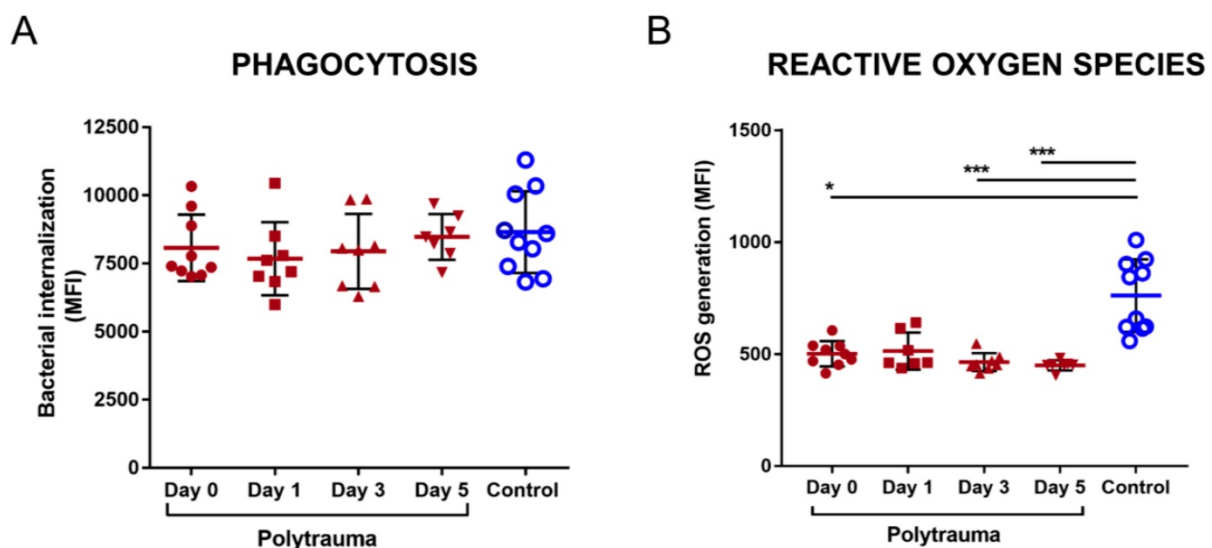 A
PHAGOCYTOSIS
Bacterial internalization
(MFI)
12500
10000
7500
5000
2500
0
Day 0 Day 1 Day 3 Day 5 Control
Polytrauma
B
REACTIVE OXYGEN SPECIES
ROS generation (MFI)
1500
1000
500
0
***
***
*
Day 0 Day 1 Day 3 Day 5 Control
Polytrauma